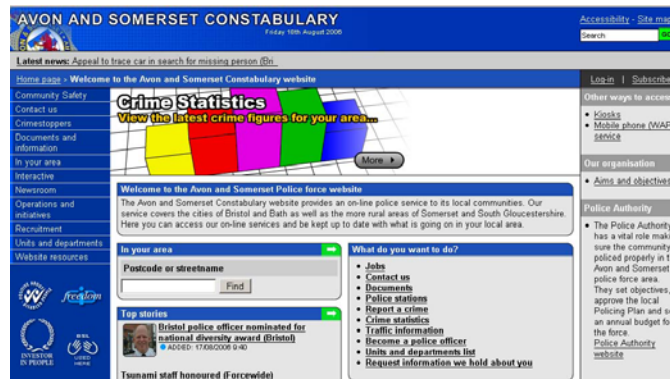 AVON AND SOMERSET CONSTABULARY
Friday 18th August 2006
Accessibility - Site map
Search
GO
Latest news: Appeal to trace car in search for missing person (Bri_
Home page » Welcome to the Avon and Somerset Constabulary website
Log-in | Subscribe
Community Safety
Contact us
Crimestoppers
Documents and
information
In your area
Interactive
Newsroom
Operations and
initiatives
Recruitment
Units and departments
Website resources
freedom
INVESTOR
IN PEOPLE
BSL
USED
HERE
Crime Statistics
View the latest crime figures for your area...
More
Welcome to the Avon and Somerset Police force website
The Avon and Somerset Constabulary website provides an on-line police service to its local communities. Our
service covers the cities of Bristol and Bath as well as the more rural areas of Somerset and South Gloucestershire.
Here you can access our on-line services and be kept up to date with what is going on in your local area.
In your area
Postcode or streetname
Find
Top stories
Bristol police officer nominated for
national diversity award (Bristol)
ADDED: 17/08/2006 9:40
Tsunami staff honoured (Forcewide)
What do you want to do?
Jobs
Contact us
Documents
Police stations
Report a crime
Crime statistics
Traffic information
Become a police officer
Units and departments list
Request information we hold about you
Other ways to acces
Kiosks
Mobile phone (WAP
service
Our organisation
Aims and objectives
Police Authority
The Police Authority
has a vital role maki
sure the community
policed properly in t
Avon and Somerset
police force area.
They set objectives,
approve the local
Policing Plan and s
an annual budget fo
the force.
Police Authority
website